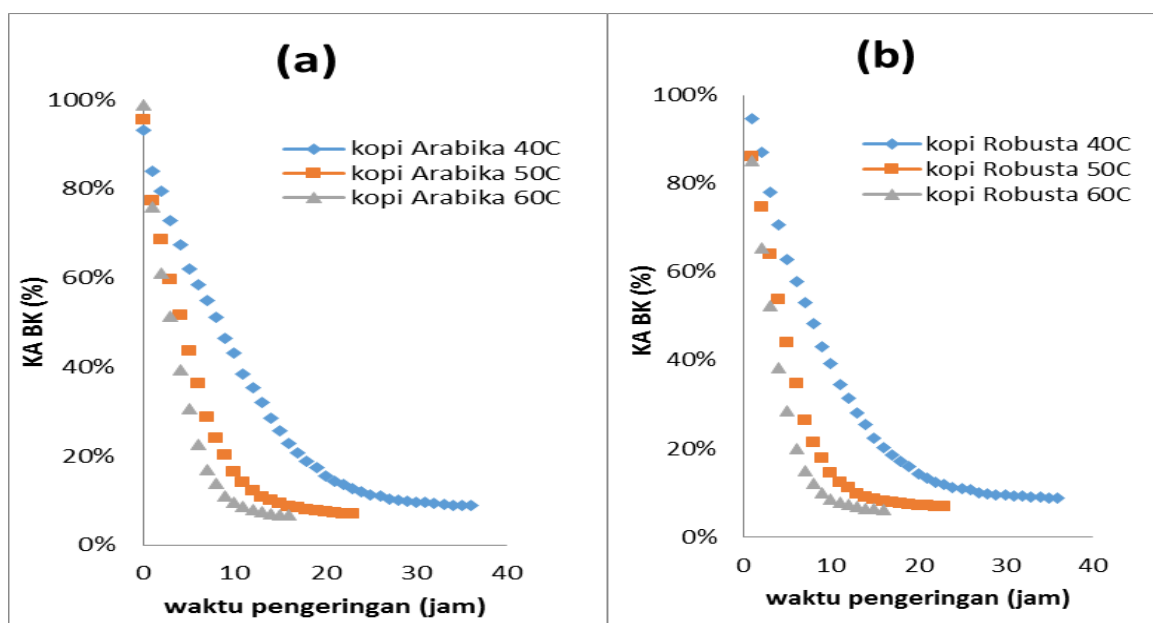 (a)
100%
80%
60%
40%
20%
0%
KA BK (%)
kopi Arabika 40C
kopi Arabika 50C
kopi Arabika 60C
0 10 20 30 40
waktu pengeringan (jam)
(b)
100%
80%
60%
40%
20%
0%
KA BK (%)
kopi Robusta 40C
kopi Robusta 50C
kopi Robusta 60C
0 10 20 30 40
waktu pengeringan (jam)